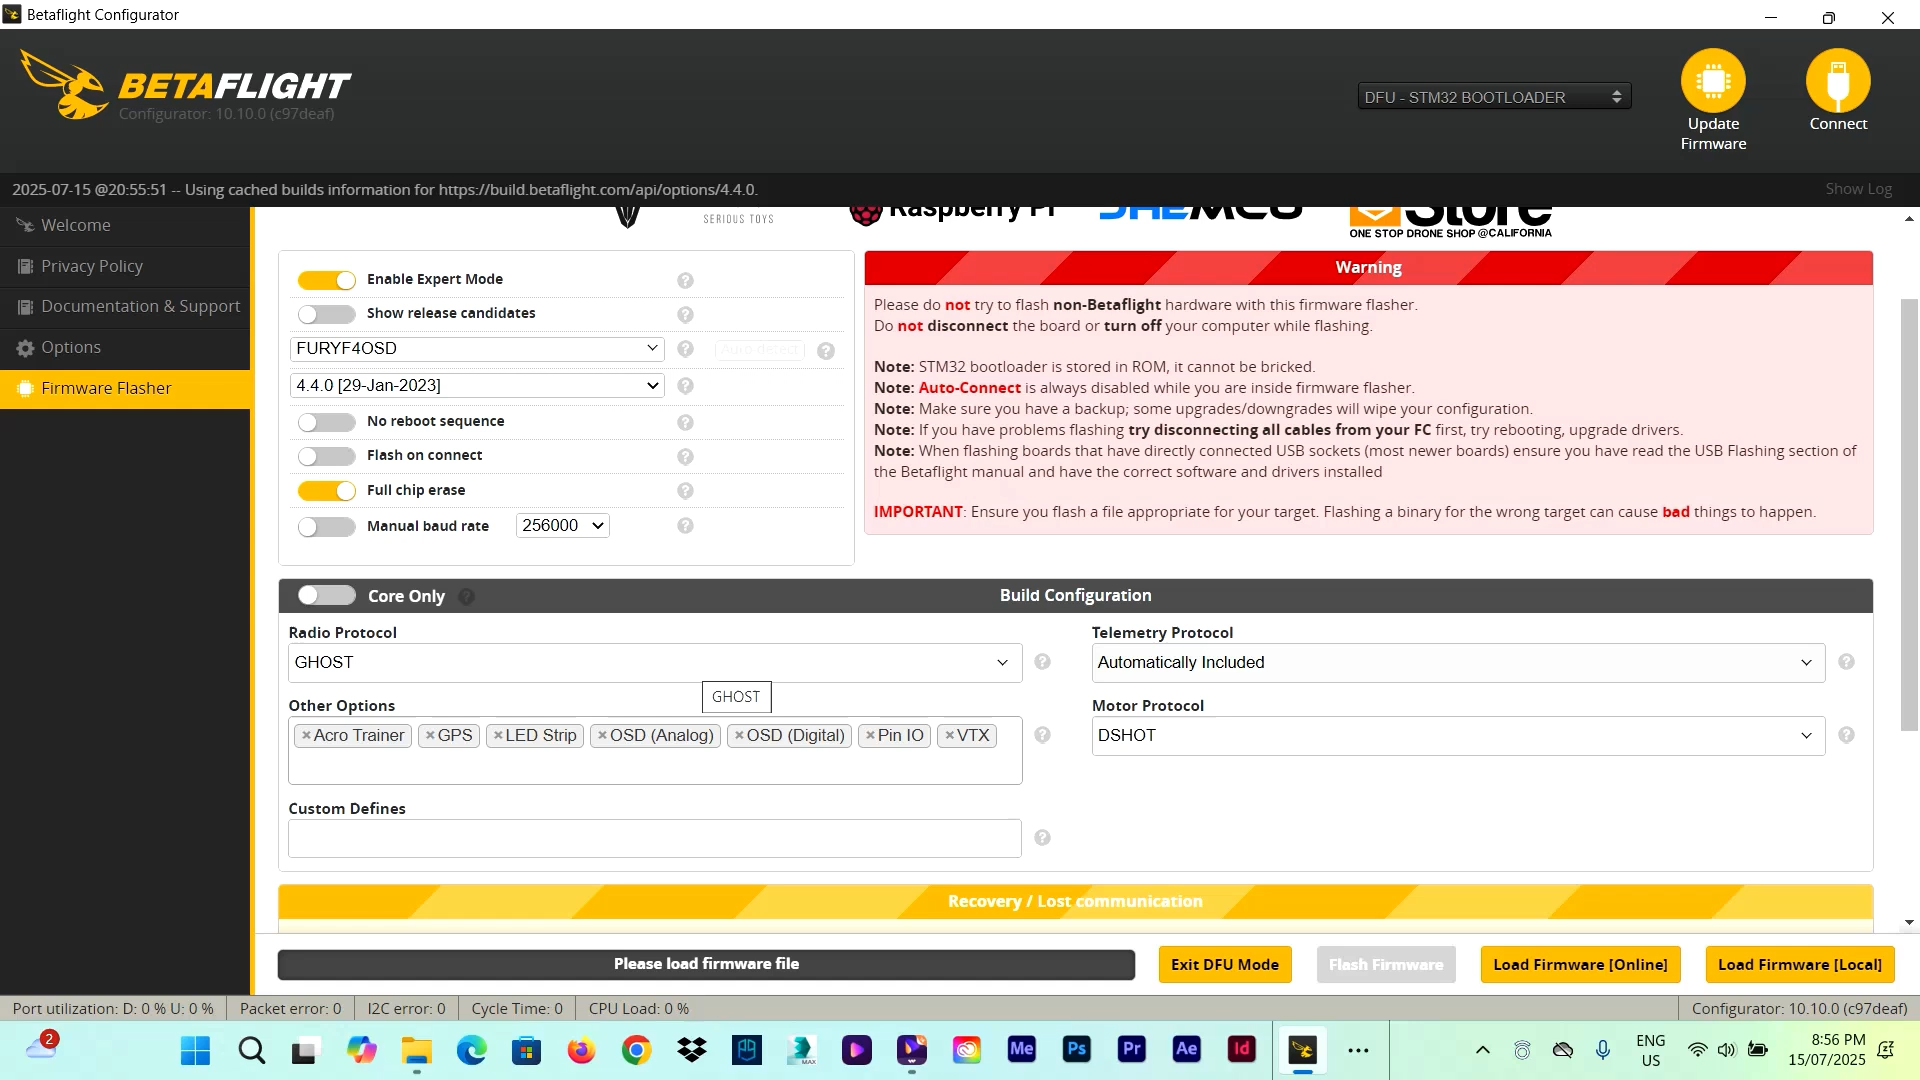 Betaflight Configurator
BETAFLIGHT
Configurator: 10.10.0 (c97deaf)
DFU - STM32 BOOTLOADER
Update
Firmware
Connect
2025-07-15 @20:55:51 -- Using cached builds information for https://build.betaflight.com/api/options/4.4.0.
Show Log
Welcome
Privacy Policy
Documentation & Support
Options
Firmware Flasher
SERIOUS TOYS
Raspberry Pi
SPEEDYBEE
Store
ONE STOP DRONE SHOP @CALIFORNIA
Enable Expert Mode
Show release candidates
FURYF4OSD
Auto-detect
4.4.0 [29-Jan-2023]
No reboot sequence
Flash on connect
Full chip erase
Manual baud rate
256000
Warning
Please do not try to flash non-Betaflight hardware with this firmware flasher.
Do not disconnect the board or turn off your computer while flashing.
Note: STM32 bootloader is stored in ROM, it cannot be bricked.
Note: Auto-Connect is always disabled while you are inside firmware flasher.
Note: Make sure you have a backup; some upgrades/downgrades will wipe your configuration.
Note: If you have problems flashing try disconnecting all cables from your FC first, try rebooting, upgrade drivers.
Note: When flashing boards that have directly connected USB sockets (most newer boards) ensure you have read the USB Flashing section of
the Betaflight manual and have the correct software and drivers installed
IMPORTANT: Ensure you flash a file appropriate for your target. Flashing a binary for the wrong target can cause bad things to happen.
Core Only
Build Configuration
Radio Protocol
GHOST
Telemetry Protocol
Automatically Included
GHOST
Other Options
×Acro Trainer ×GPS ×LED Strip ×OSD (Analog) ×OSD (Digital) ×Pin IO ×VTX
Motor Protocol
DSHOT
Custom Defines
Recovery / Lost communication
Please load firmware file
Exit DFU Mode
Flash Firmware
Load Firmware [Online]
Load Firmware [Local]
Port utilization: D: 0 % U: 0 %
Packet error: 0
I2C error: 0
Cycle Time: 0
CPU Load: 0 %
Configurator: 10.10.0 (c97deaf)
2
MAX
Me
Ps
Pr
Ae
Id
ENG
US
8:56 PM
15/07/2025